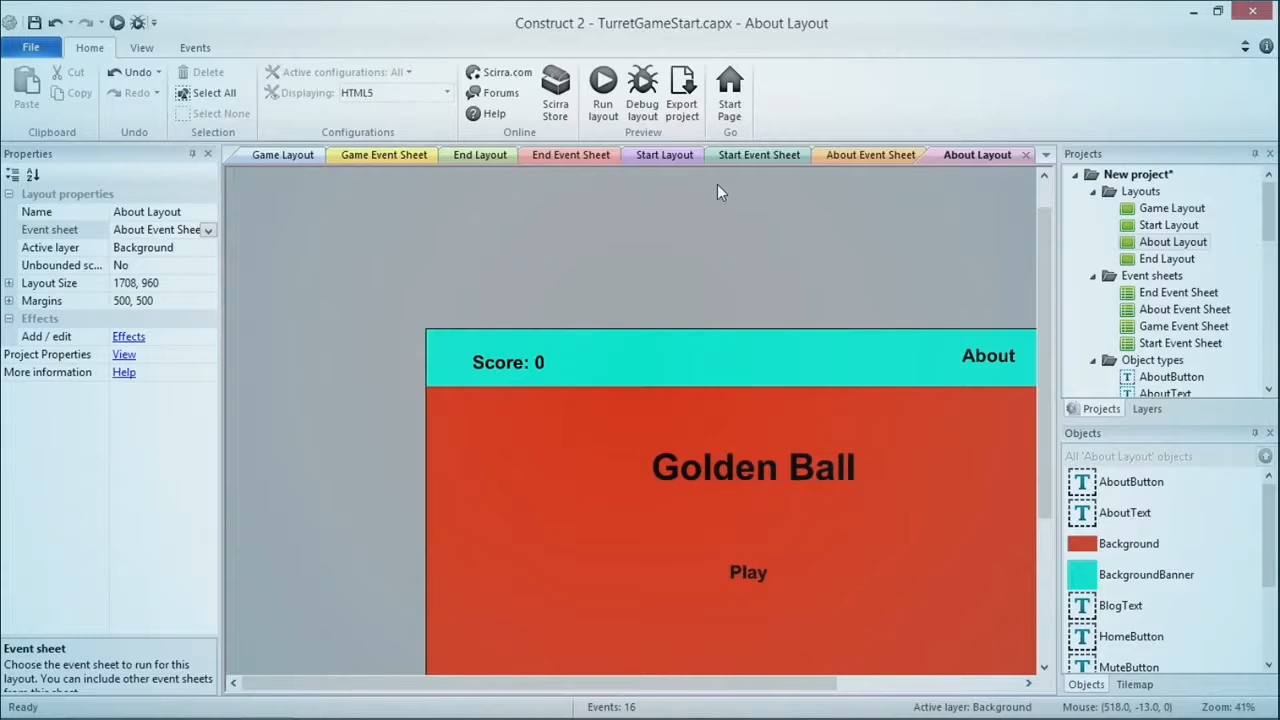 Construct 2 - TurretGameStart.capx - About Layout
File Home View Events
Paste Cut Copy Undo Redo Delete Select All Select None
Active configurations: All
Displaying: HTML5
Scirra.com Forums Help Scirra Store Run layout Debug layout Export project Start Page
Clipboard Undo Selection Configurations Online Preview Go
Properties
Game Layout Game Event Sheet End Layout End Event Sheet Start Layout Start Event Sheet About Event Sheet About Layout
Layout properties
Name About Layout
Event sheet About Event Shee
Active layer Background
Unbounded sc... No
Layout Size 1708, 960
Margins 500, 500
Effects
Add / edit Effects
Project Properties View
More information Help
Event sheet
Choose the event sheet to run for this
layout. You can include other event sheets
from this sheet.
Score: 0 About
Golden Ball
Play
Projects
New project*
Layouts
Game Layout
Start Layout
About Layout
End Layout
Event sheets
End Event Sheet
About Event Sheet
Game Event Sheet
Start Event Sheet
Object types
AboutButton
AboutText
Projects Layers
Objects
All 'About Layout' objects
AboutButton
AboutText
Background
BackgroundBanner
BlogText
HomeButton
MuteButton
Objects Tilemap
Ready Events: 16 Active layer: Background Mouse: (518.0, -13.0, 0) Zoom: 41%